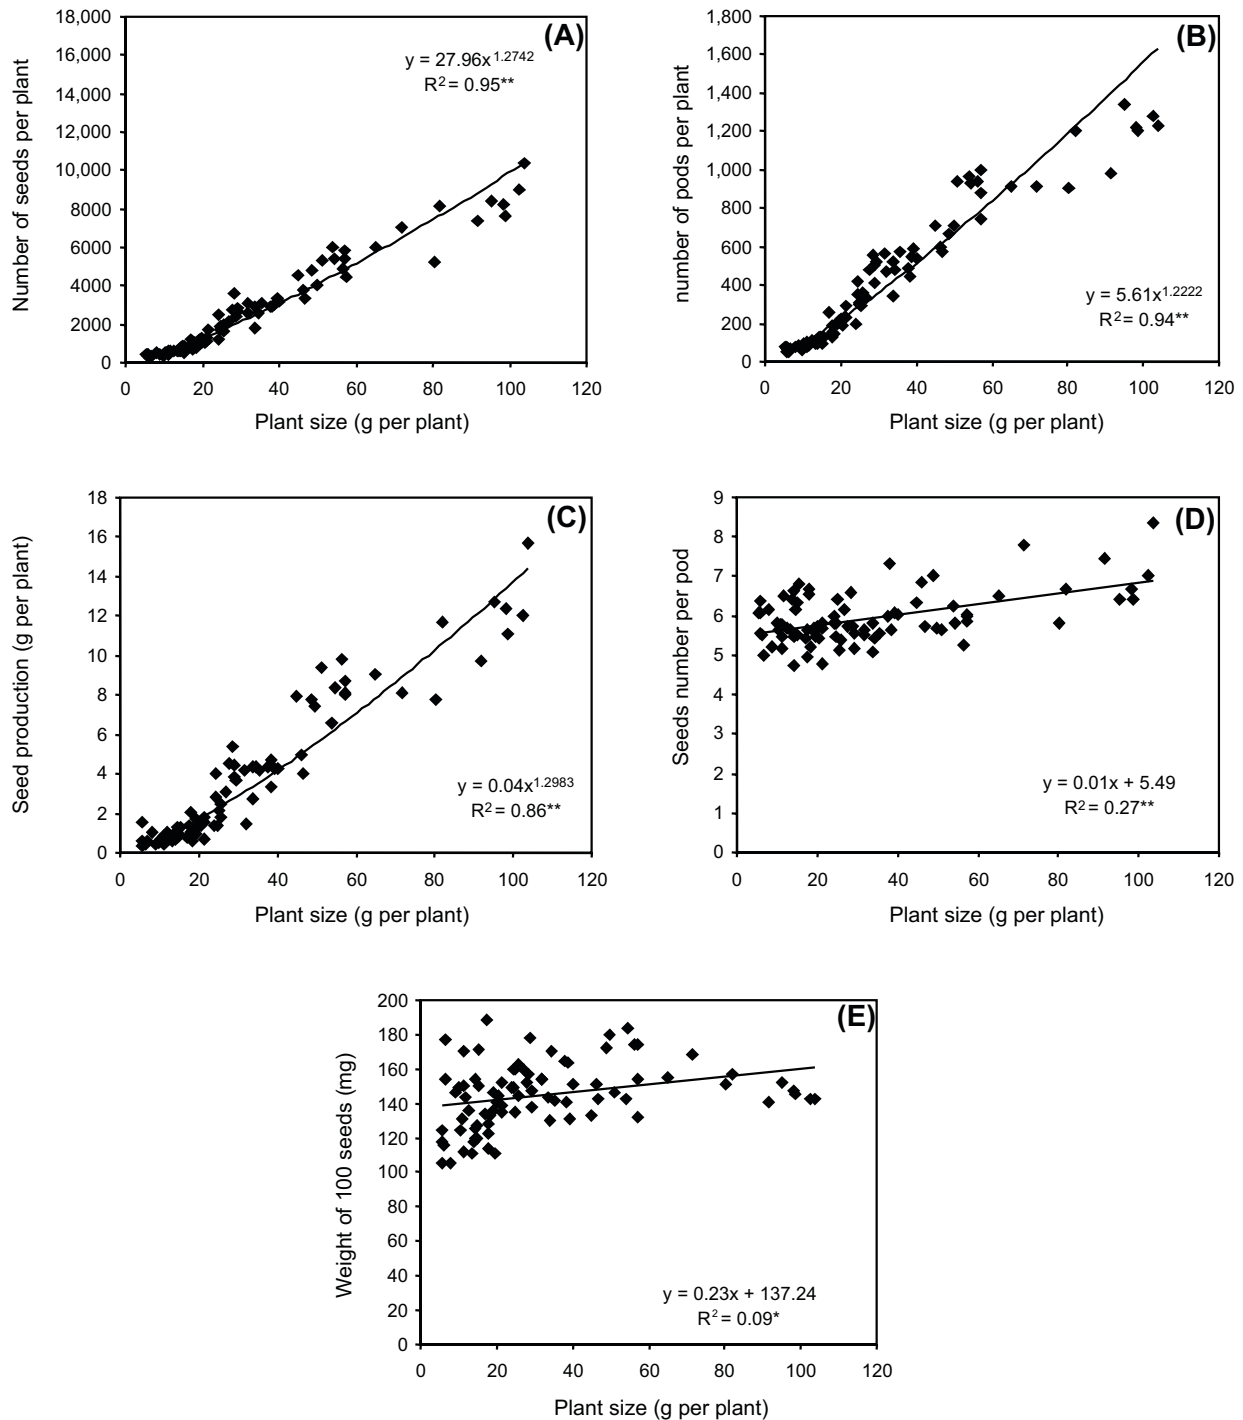 18,000
16,000
14,000
12,000
10,000
8000
6000
4000
2000
0
0 20 40 60 80 100 120
Number of seeds per plant
Plant size (g per plant)
(A)
y = 27.96x^1.2742
R² = 0.95**
1,800
1,600
1,400
1,200
1,000
800
600
400
200
0
0 20 40 60 80 100 120
number of pods per plant
Plant size (g per plant)
(B)
y = 5.61x^1.2222
R² = 0.94**
18
16
14
12
10
8
6
4
2
0
0 20 40 60 80 100 120
Seed production (g per plant)
Plant size (g per plant)
(C)
y = 0.04x^1.2983
R² = 0.86**
9
8
7
6
5
4
3
2
1
0
0 20 40 60 80 100 120
Seeds number per pod
Plant size (g per plant)
(D)
y = 0.01x + 5.49
R² = 0.27**
200
180
160
140
120
100
80
60
40
20
0
0 20 40 60 80 100 120
Weight of 100 seeds (mg)
Plant size (g per plant)
(E)
y = 0.23x + 137.24
R² = 0.09*